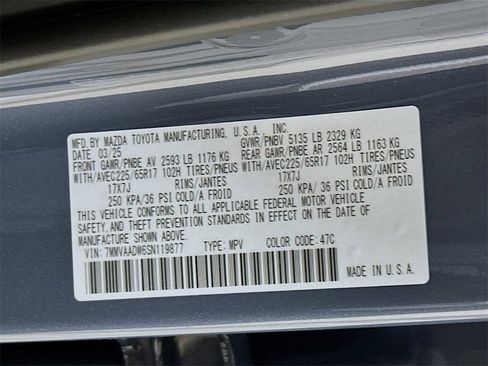 MFD. BY MAZDA TOYOTA MANUFACTURING, U.S.A., INC.
DATE 03/25 GVWR/PNBV 5135 LB 2329 KG
FRONT GAWR/PNBE AV 2593 LB 1176 KG REAR GAWR/PNBE AR 2564 LB 1163 KG
WITH/AVEC225/65R17 102H TIRES/PNEUS WITH/AVEC225/65R17 102H TIRES/PNEUS
17X7J RIMS/JANTES 17X7J RIMS/JANTES
250 KPA/36 PSI COLD/A FROID 250 KPA/36 PSI COLD/A FROID
THIS VEHICLE CONFORMS TO ALL APPLICABLE FEDERAL MOTOR VEHICLE
SAFETY,AND THEFT PREVENTION STANDARDS IN EFFECT ON THE DATE OF
MANUFACTURE SHOWN ABOVE.
VIN: 7MMVAADW6SN119877 TYPE: MPV COLOR CODE: 47C
MADE IN U.S.A.